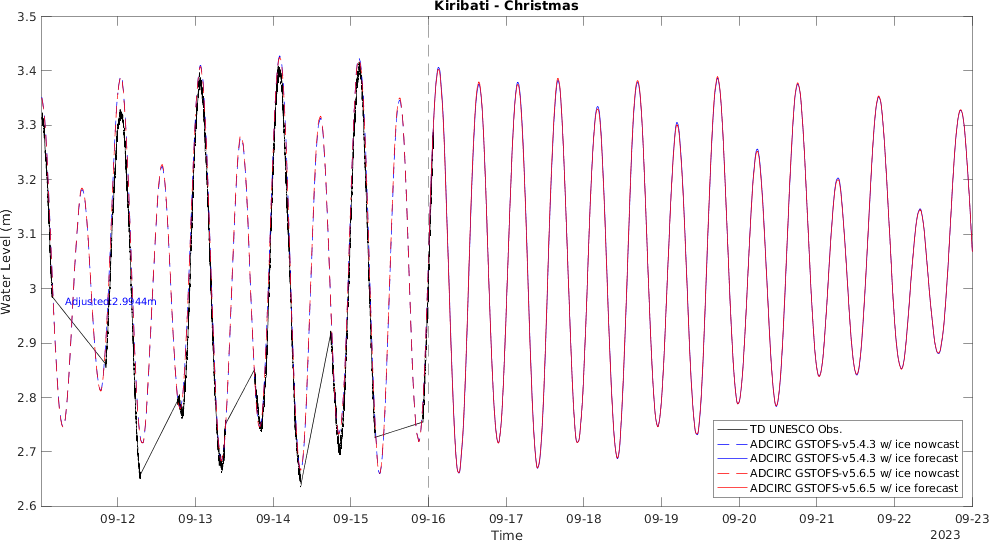 Kiribati - Christmas
3.5
3.4
3.3
3.2
3.1
3
2.9
2.8
2.7
2.6
Water Level (m)
Adjusted:2.9944m
TD UNESCO Obs.
ADCIRC GSTOFS-v5.4.3 w/ ice nowcast
ADCIRC GSTOFS-v5.4.3 w/ ice forecast
ADCIRC GSTOFS-v5.6.5 w/ ice nowcast
ADCIRC GSTOFS-v5.6.5 w/ ice forecast
09-12 09-13 09-14 09-15 09-16 09-17 09-18 09-19 09-20 09-21 09-22 09-23
Time
2023